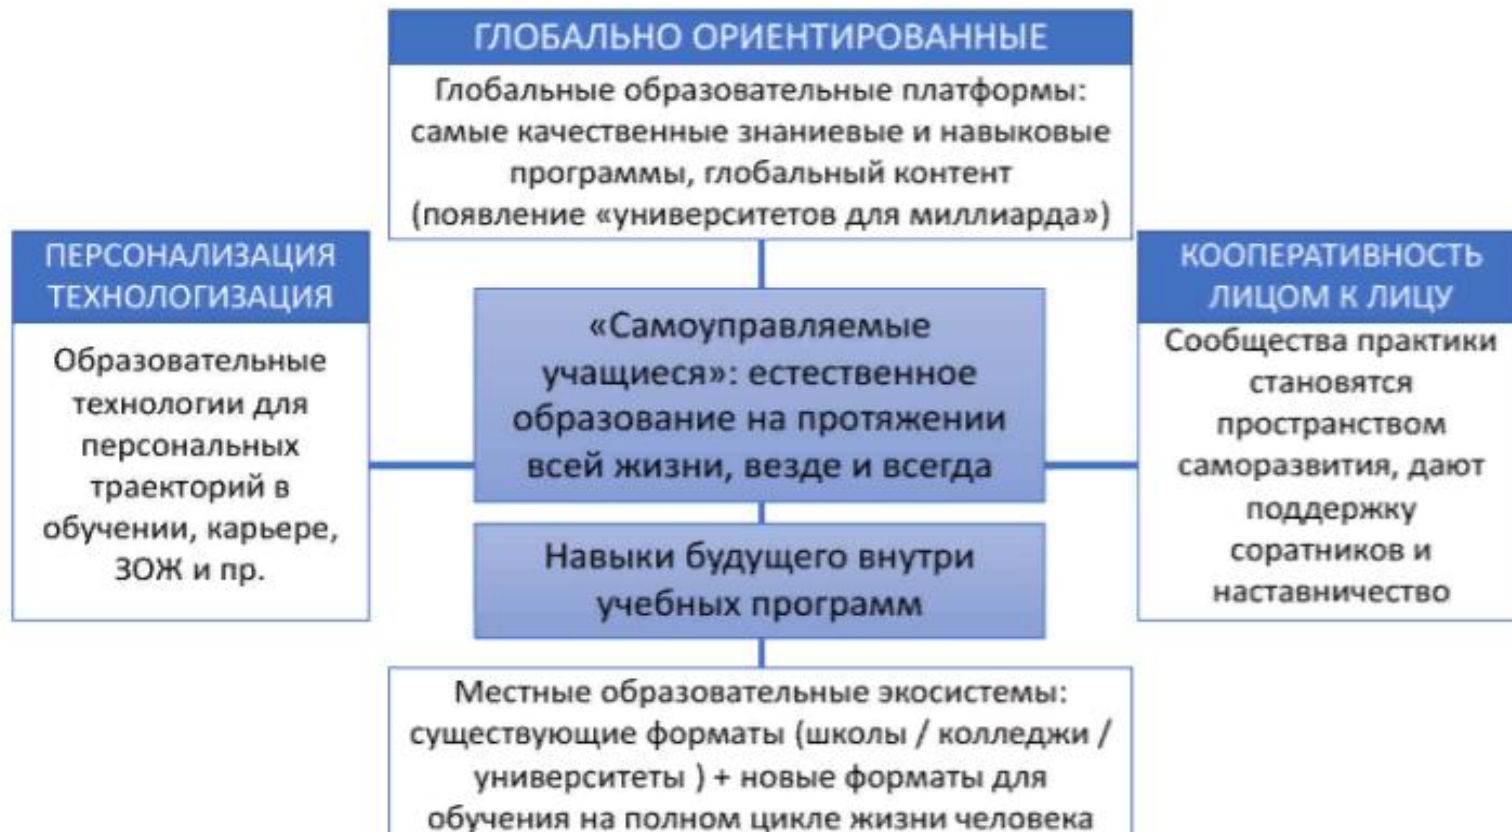 ГЛОБАЛЬНО ОРИЕНТИРОВАННЫЕ
Глобальные образовательные платформы:
самые качественные знаниевые и навыковые
программы, глобальный контент
(появление «университетов для миллиарда»)
ПЕРСОНАЛИЗАЦИЯ
ТЕХНОЛОГИЗАЦИЯ
Образовательные
технологии для
персональных
траекторий в
обучении, карьере,
ЗОЖ и пр.
«Самоуправляемые
учащиеся»: естественное
образование на протяжении
всей жизни, везде и всегда
Навыки будущего внутри
учебных программ
КООПЕРАТИВНОСТЬ
ЛИЦОМ К ЛИЦУ
Сообщества практики
становятся
пространством
саморазвития, дают
поддержку
соратников и
наставничество
Местные образовательные экосистемы:
существующие форматы (школы / колледжи /
университеты ) + новые форматы для
обучения на полном цикле жизни человека